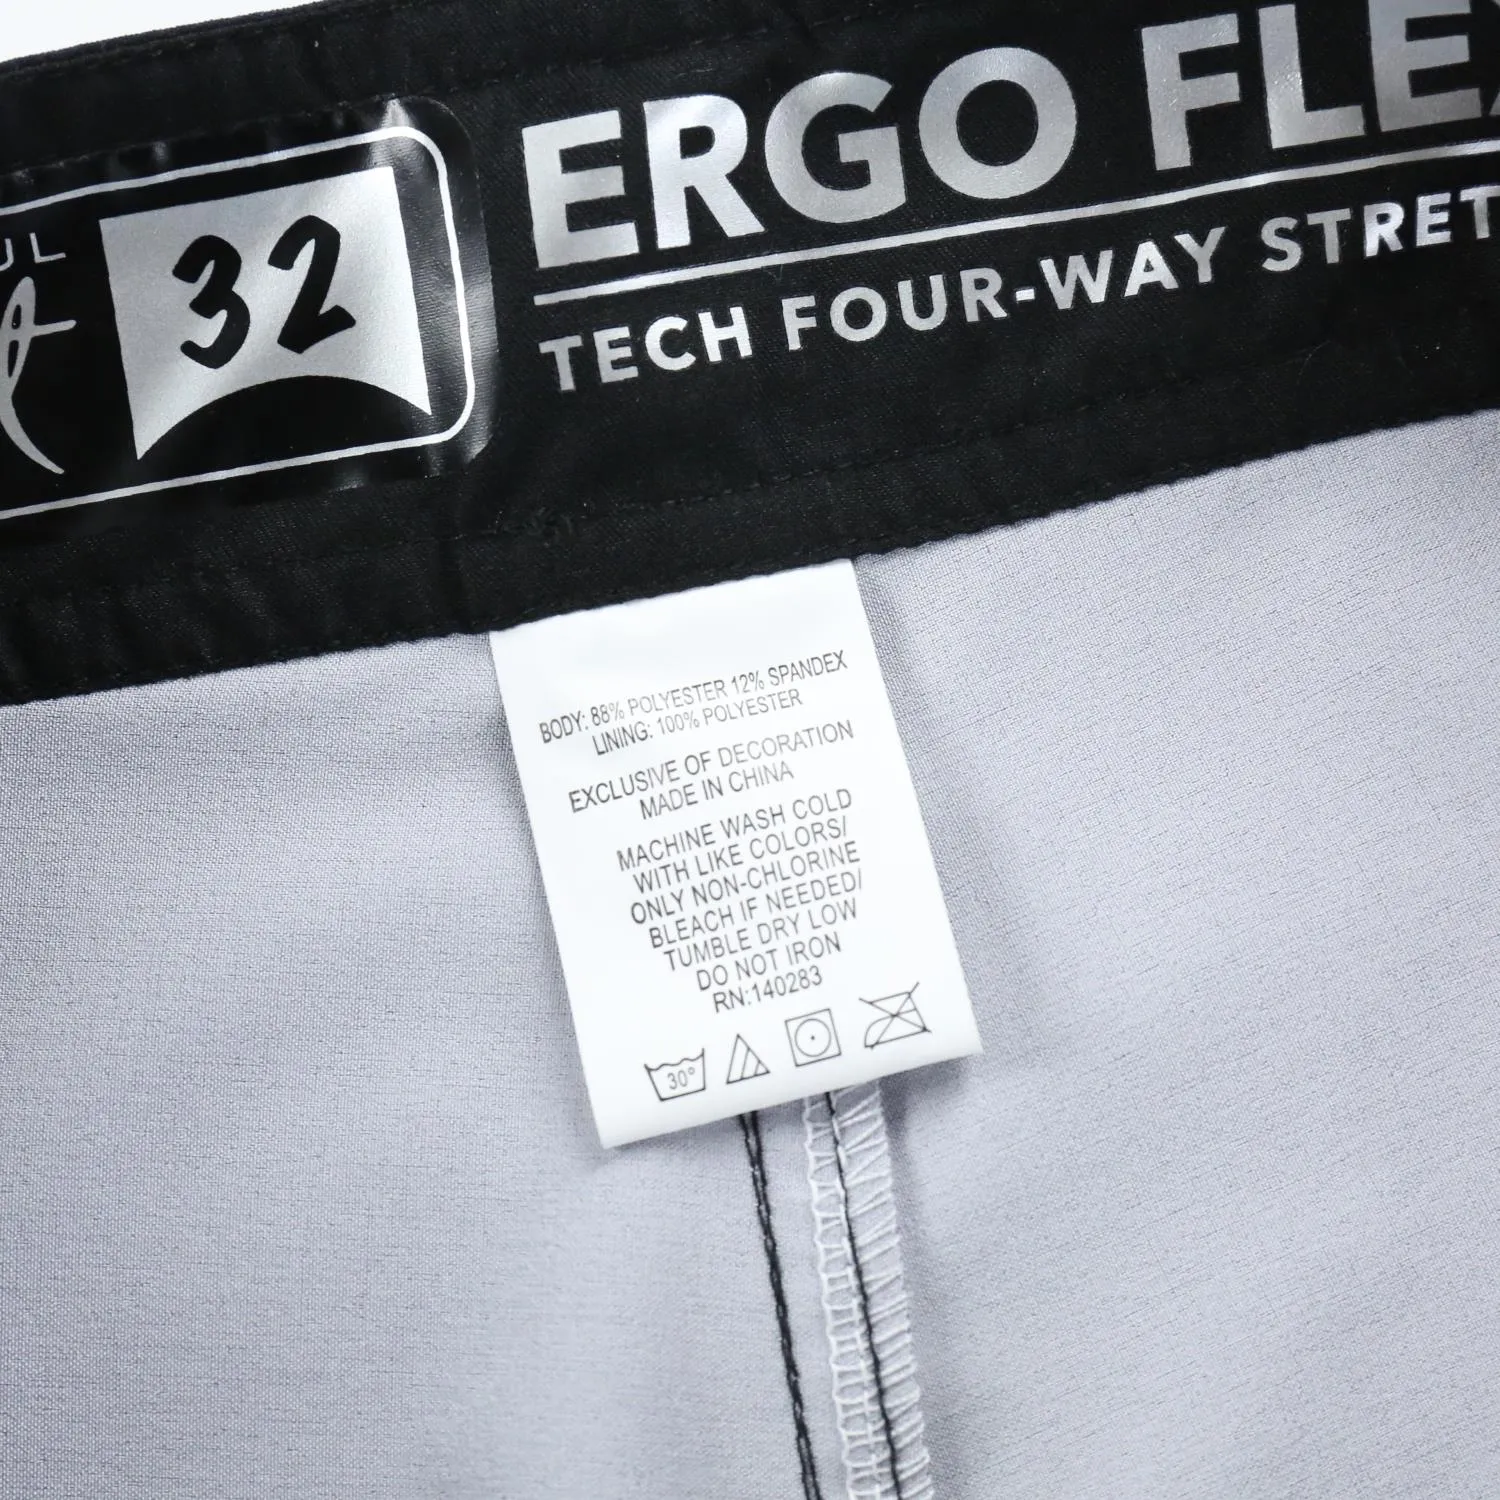 UL
32
ERGO FLEX
TECH FOUR-WAY STRET
BODY: 88% POLYESTER 12% SPANDEX
LINING: 100% POLYESTER
EXCLUSIVE OF DECORATION
MADE IN CHINA
MACHINE WASH COLD
WITH LIKE COLORS/
ONLY NON-CHLORINE
BLEACH IF NEEDED/
TUMBLE DRY LOW
DO NOT IRON
RN:140283
30°